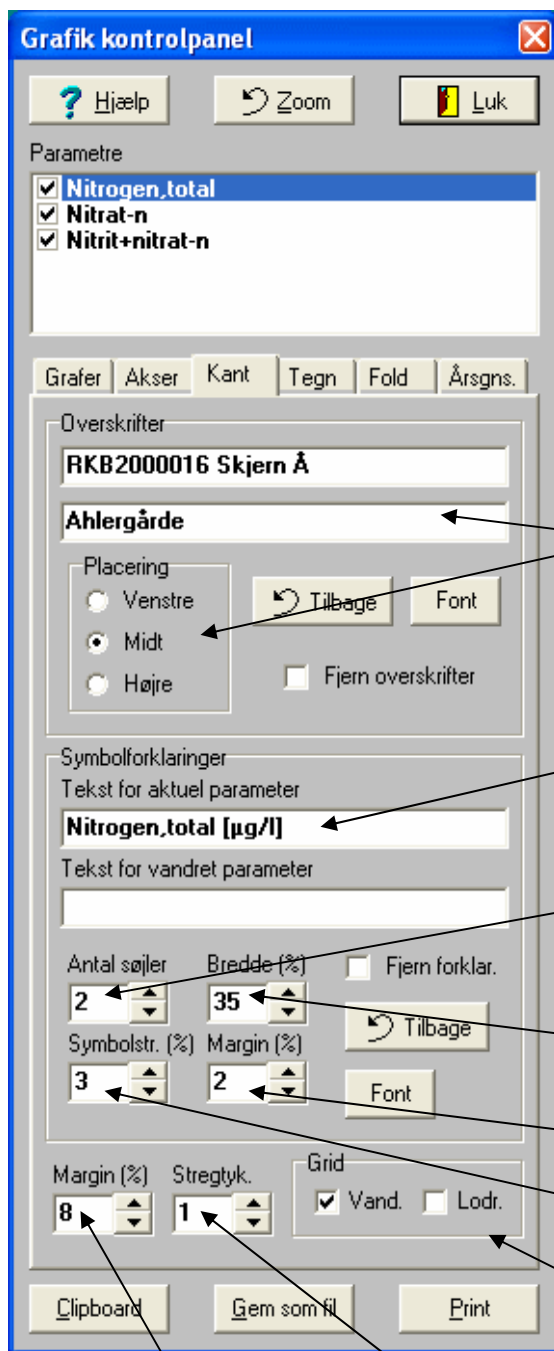 Grafik kontrolpanel
? Hjælp Zoom Luk
Parametre
Nitrogen,total
Nitrat-n
Nitrit+nitrat-n
Grafer Akser Kant Tegn Fold Årsgns.
Overskrifter
RKB2000016 Skjern Å
Ahlergårde
Placering
Venstre
Midt
Højre
Tilbage Font
Fjern overskrifter
Symbolforklaringer
Tekst for aktuel parameter
Nitrogen,total [µg/l]
Tekst for vandret parameter
Antal søjler Bredde (%) Fjern forklar.
2 35
Tilbage
Symbolstr. (%) Margin (%)
3 2
Font
Margin (%) Stregtyk. Grid
8 1 Vand. Lodr.
Clipboard Gem som fil Print